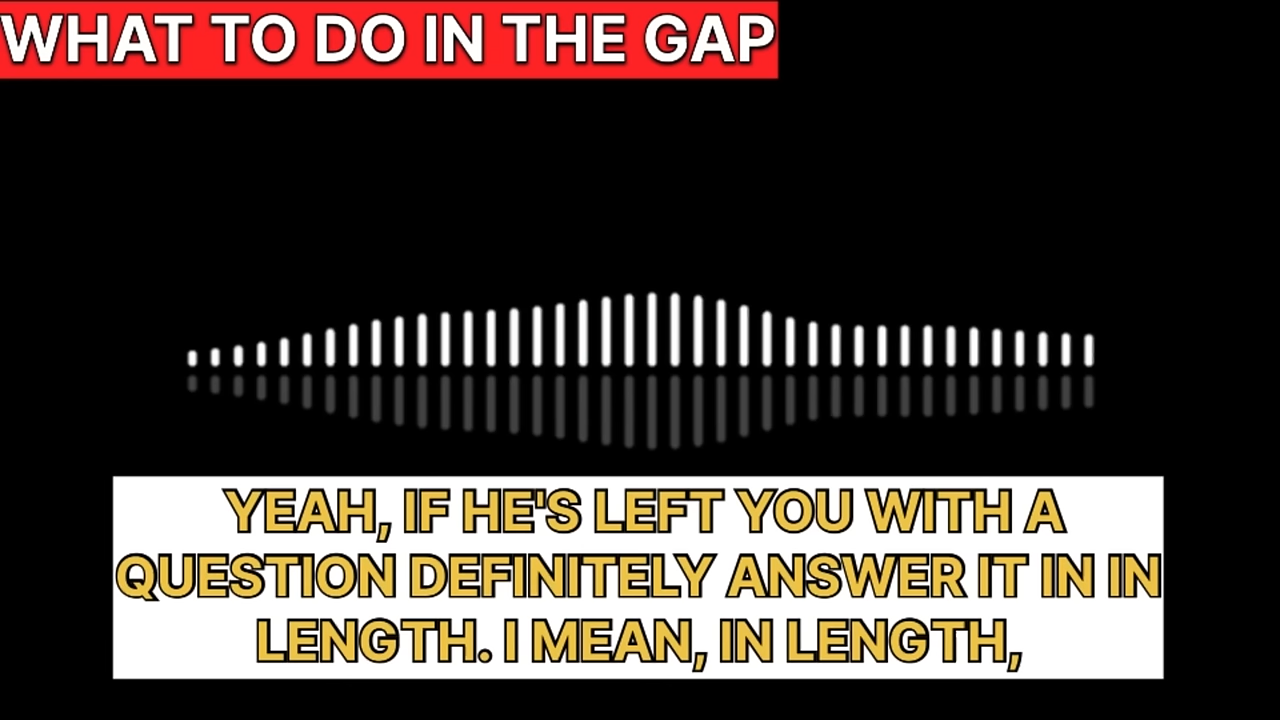 WHAT TO DO IN THE GAP
YEAH, IF HE'S LEFT YOU WITH A
QUESTION DEFINITELY ANSWER IT IN IN
LENGTH. I MEAN, IN LENGTH,